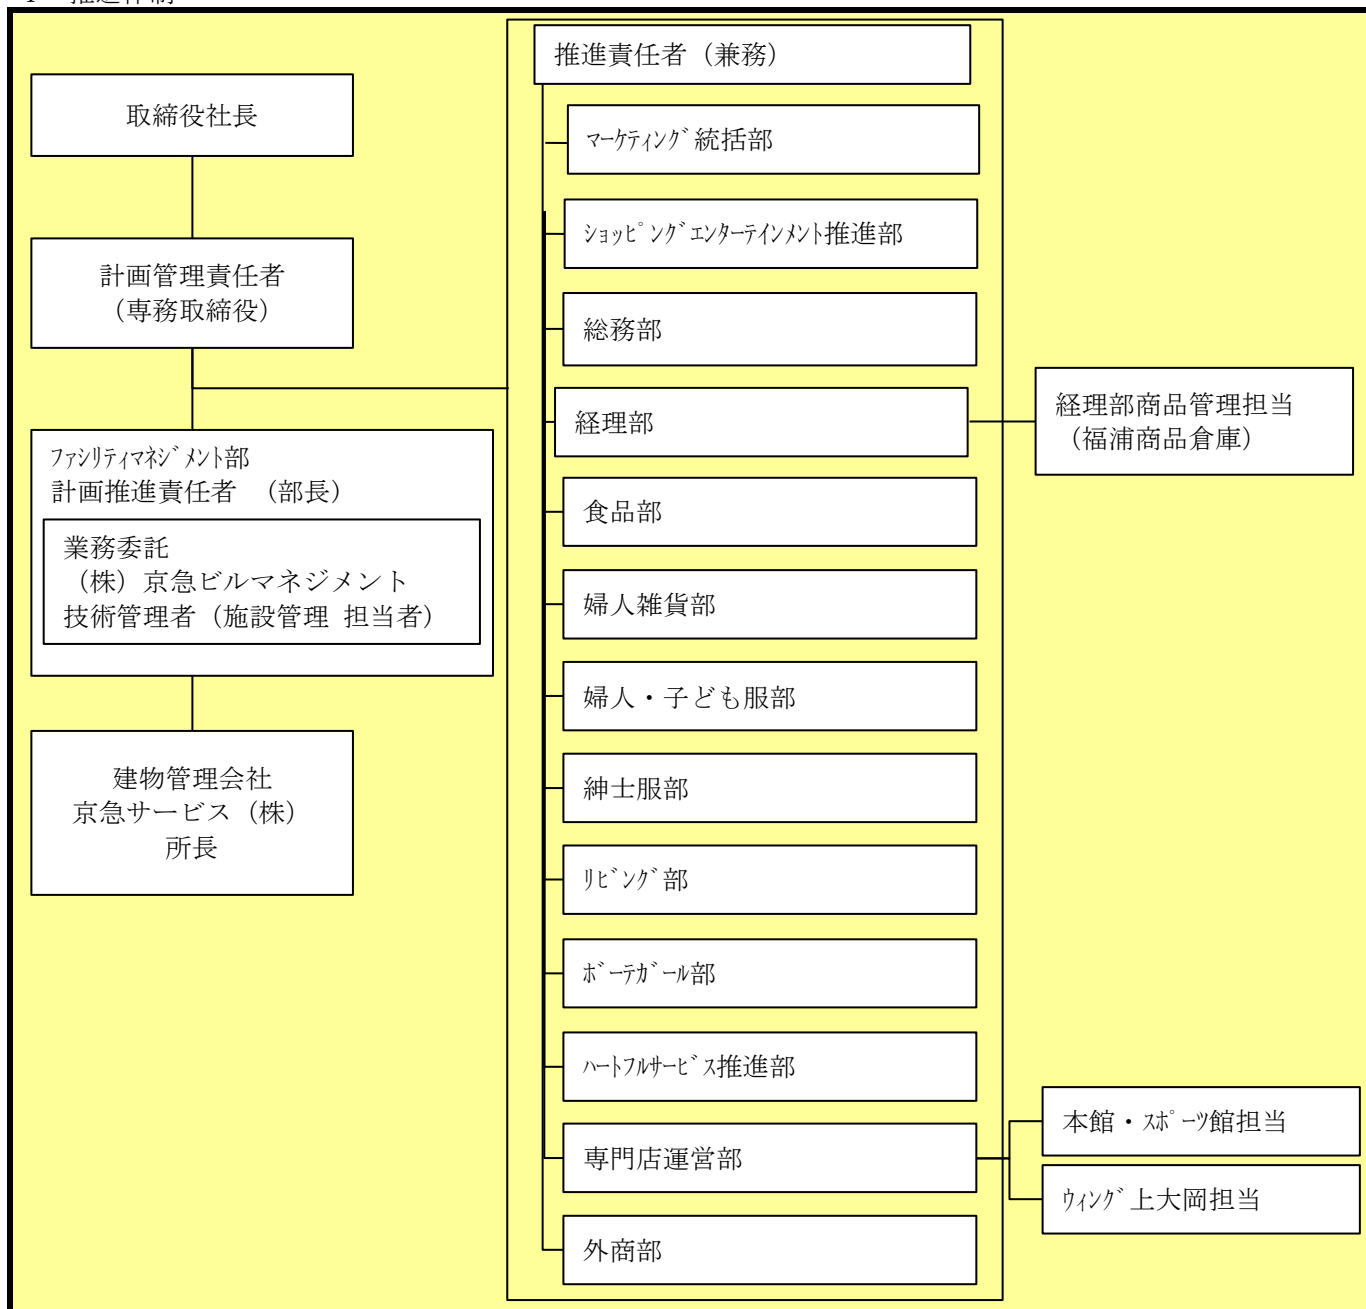 取締役社長
計画管理責任者
（専務取締役）
ﾌｧｼﾘﾃｨﾏﾈｼﾞﾒﾝﾄ部
計画推進責任者　（部長）
業務委託
（株）京急ビルマネジメント
技術管理者（施設管理 担当者）
建物管理会社
京急サービス（株）
所長
推進責任者（兼務）
ﾏｰｹﾃｨﾝｸﾞ統括部
ｼｮｯﾋﾟﾝｸﾞｴﾝﾀｰﾃｲﾝﾒﾝﾄ推進部
総務部
経理部
食品部
婦人雑貨部
婦人・子ども服部
紳士服部
ﾘﾋﾞﾝｸﾞ部
ﾎﾞｰﾃｶﾞｰﾙ部
ﾊｰﾄﾌﾙｻｰﾋﾞｽ推進部
専門店運営部
外商部
経理部商品管理担当
（福浦商品倉庫）
本館・ｽﾎﾟｰﾂ館担当
ｳｨﾝｸﾞ上大岡担当